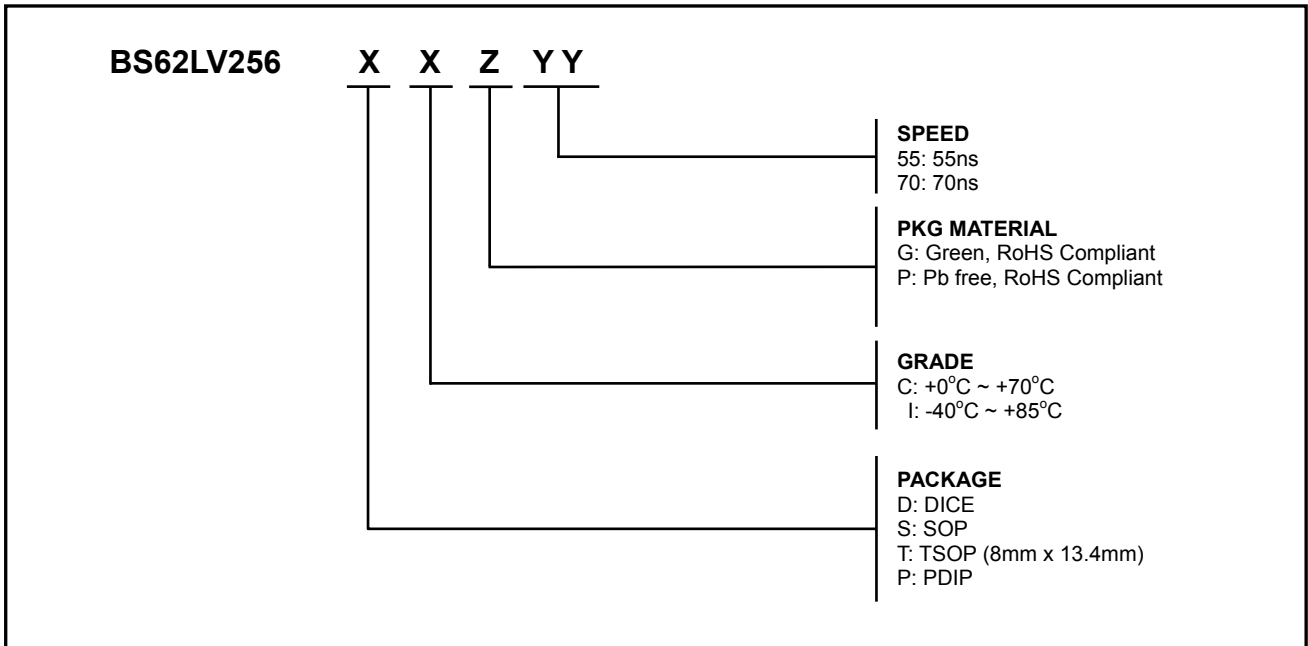 BS62LV256 X X Z Y Y
SPEED
55: 55ns
70: 70ns
PKG MATERIAL
G: Green, RoHS Compliant
P: Pb free, RoHS Compliant
GRADE
C: +0°C ~ +70°C
I: -40°C ~ +85°C
PACKAGE
D: DICE
S: SOP
T: TSOP (8mm x 13.4mm)
P: PDIP